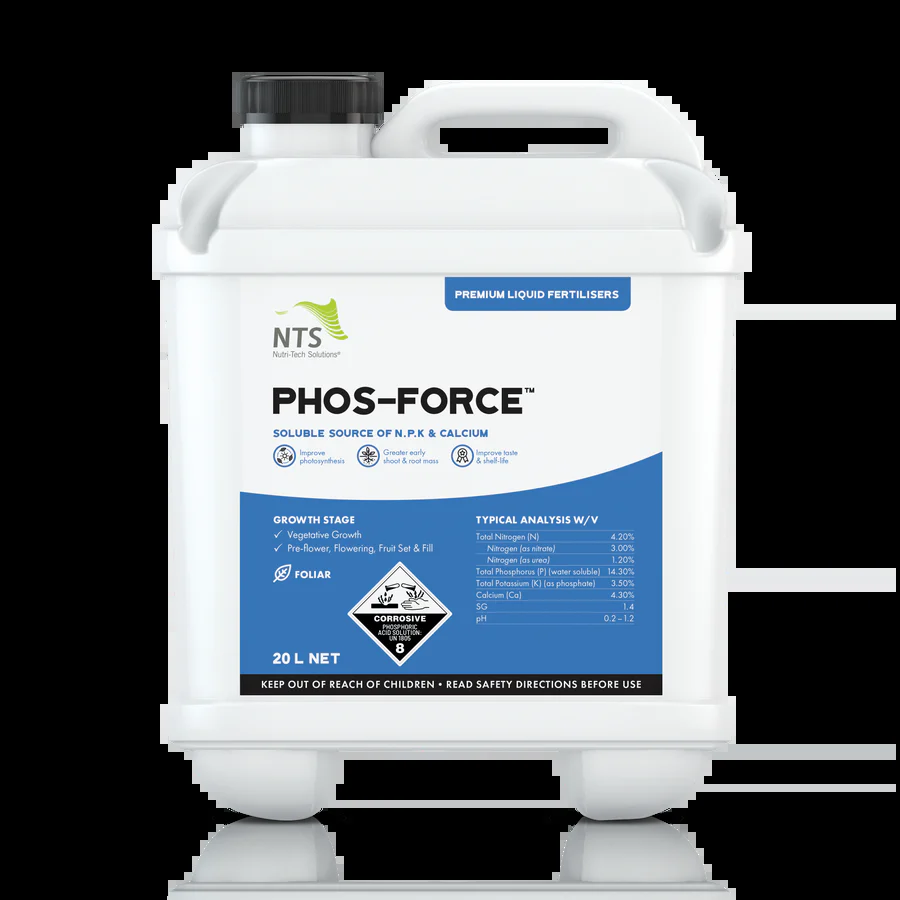 PREMIUM LIQUID FERTILISERS
NTS
Nutri-Tech Solutions®
PHOS-FORCE™
SOLUBLE SOURCE OF N.P.K & CALCIUM
Improve photosynthesis
Greater early shoot & root mass
Improve taste & shelf-life
GROWTH STAGE
✓ Vegetative Growth
✓ Pre-flower, Flowering, Fruit Set & Fill
FOLIAR
CORROSIVE
PHOSPHORIC
ACID SOLUTION:
UN 1805
8
20 L NET
TYPICAL ANALYSIS W/V
Total Nitrogen (N) 4.20%
Nitrogen (as nitrate) 3.00%
Nitrogen (as urea) 1.20%
Total Phosphorus (P) (water soluble) 14.30%
Total Potassium (K) (as phosphate) 3.50%
Calcium (Ca) 4.30%
SG 1.4
pH 0.2 – 1.2
KEEP OUT OF REACH OF CHILDREN • READ SAFETY DIRECTIONS BEFORE USE